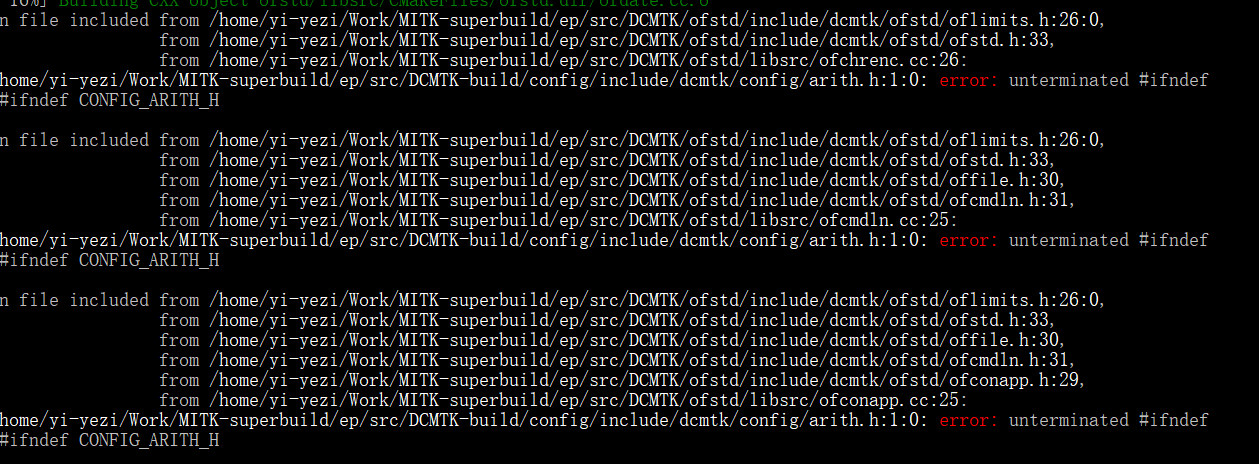 10%] Building CXX object ofstd/libsrc/CMakeFiles/ofstd.dir/ofdate.cc.o
n file included from /home/yi-yezi/Work/MITK-superbuild/ep/src/DCMTK/ofstd/include/dcmtk/ofstd/oflimits.h:26:0,
from /home/yi-yezi/Work/MITK-superbuild/ep/src/DCMTK/ofstd/include/dcmtk/ofstd/ofstd.h:33,
from /home/yi-yezi/Work/MITK-superbuild/ep/src/DCMTK/ofstd/libsrc/ofchrenc.cc:26:
home/yi-yezi/Work/MITK-superbuild/ep/src/DCMTK-build/config/include/dcmtk/config/arith.h:1:0: error: unterminated #ifndef
#ifndef CONFIG_ARITH_H
n file included from /home/yi-yezi/Work/MITK-superbuild/ep/src/DCMTK/ofstd/include/dcmtk/ofstd/oflimits.h:26:0,
from /home/yi-yezi/Work/MITK-superbuild/ep/src/DCMTK/ofstd/include/dcmtk/ofstd/ofstd.h:33,
from /home/yi-yezi/Work/MITK-superbuild/ep/src/DCMTK/ofstd/include/dcmtk/ofstd/offile.h:30,
from /home/yi-yezi/Work/MITK-superbuild/ep/src/DCMTK/ofstd/include/dcmtk/ofstd/ofcmdln.h:31,
from /home/yi-yezi/Work/MITK-superbuild/ep/src/DCMTK/ofstd/libsrc/ofcmdln.cc:25:
home/yi-yezi/Work/MITK-superbuild/ep/src/DCMTK-build/config/include/dcmtk/config/arith.h:1:0: error: unterminated #ifndef
#ifndef CONFIG_ARITH_H
n file included from /home/yi-yezi/Work/MITK-superbuild/ep/src/DCMTK/ofstd/include/dcmtk/ofstd/oflimits.h:26:0,
from /home/yi-yezi/Work/MITK-superbuild/ep/src/DCMTK/ofstd/include/dcmtk/ofstd/ofstd.h:33,
from /home/yi-yezi/Work/MITK-superbuild/ep/src/DCMTK/ofstd/include/dcmtk/ofstd/offile.h:30,
from /home/yi-yezi/Work/MITK-superbuild/ep/src/DCMTK/ofstd/include/dcmtk/ofstd/ofcmdln.h:31,
from /home/yi-yezi/Work/MITK-superbuild/ep/src/DCMTK/ofstd/include/dcmtk/ofstd/ofconapp.h:29,
from /home/yi-yezi/Work/MITK-superbuild/ep/src/DCMTK/ofstd/libsrc/ofconapp.cc:25:
home/yi-yezi/Work/MITK-superbuild/ep/src/DCMTK-build/config/include/dcmtk/config/arith.h:1:0: error: unterminated #ifndef
#ifndef CONFIG_ARITH_H